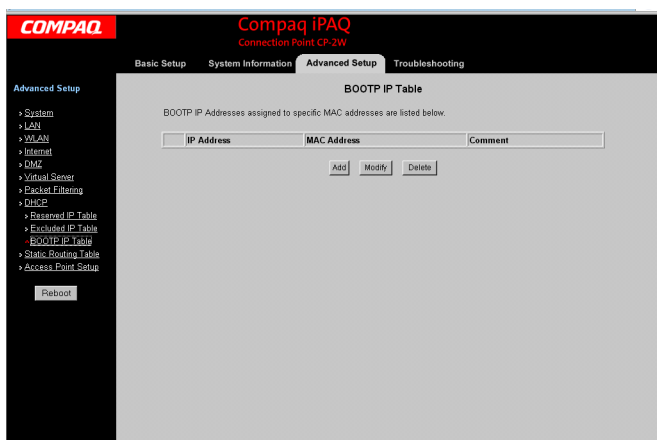 COMPAQ
Compaq iPAQ
Connection Point CP-2W
Basic Setup System Information Advanced Setup Troubleshooting
Advanced Setup
System
LAN
WLAN
Internet
DMZ
Virtual Server
Packet Filtering
DHCP
Reserved IP Table
Excluded IP Table
BOOTP IP Table
Static Routing Table
Access Point Setup
Reboot
BOOTP IP Table
BOOTP IP Addresses assigned to specific MAC addresses are listed below.
IP Address MAC Address Comment
Add Modify Delete